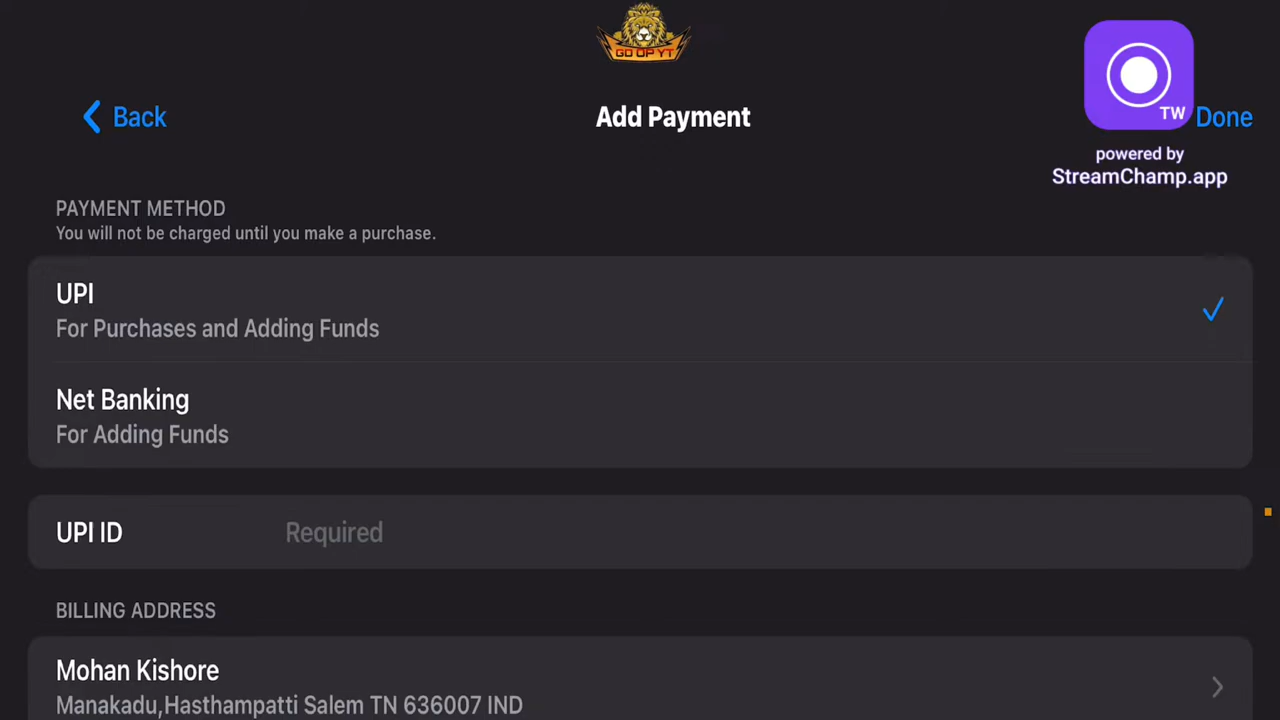 GO OP YT
Back
Add Payment
TW
Done
powered by
StreamChamp.app
PAYMENT METHOD
You will not be charged until you make a purchase.
UPI
For Purchases and Adding Funds
Net Banking
For Adding Funds
UPI ID
Required
BILLING ADDRESS
Mohan Kishore
Manakadu,Hasthampatti Salem TN 636007 IND